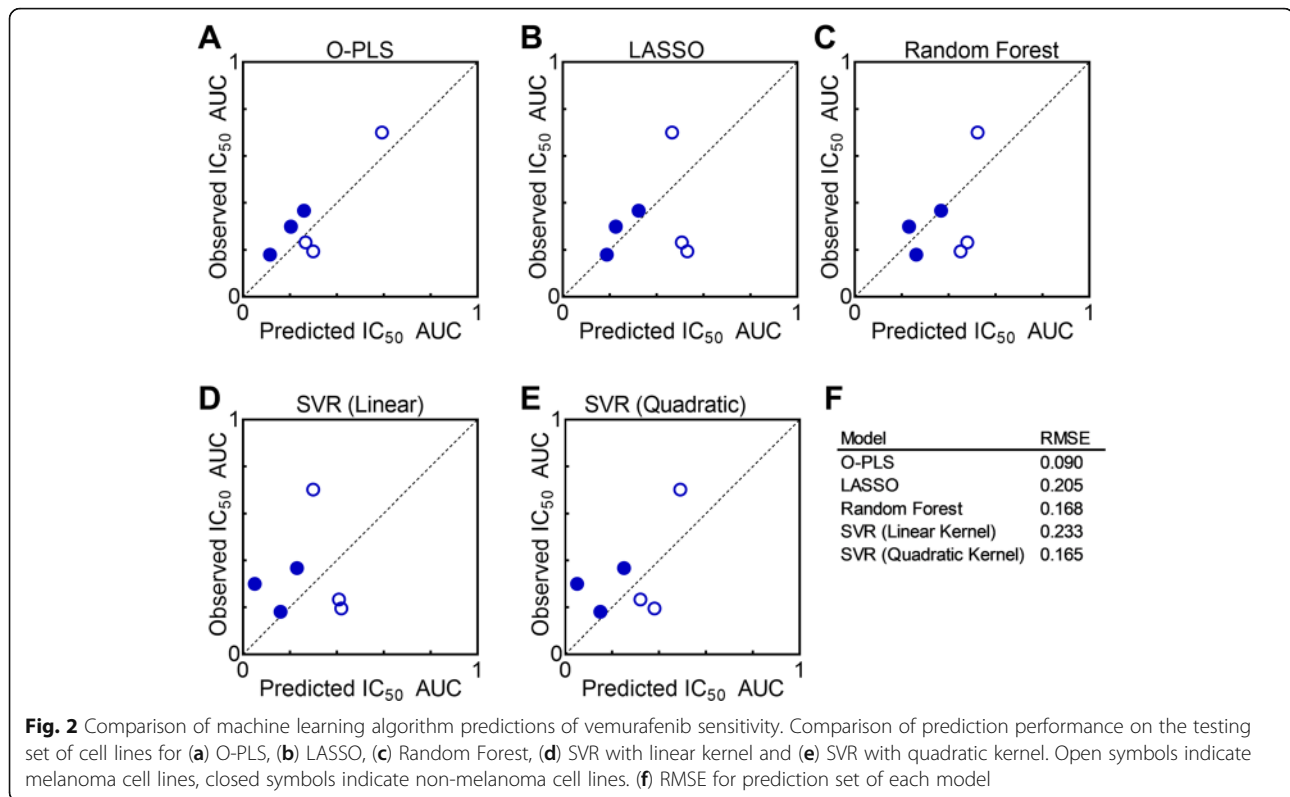 A
O-PLS
1
Observed IC50 AUC
0
0
Predicted IC50 AUC
1
B
LASSO
1
Observed IC50 AUC
0
0
Predicted IC50 AUC
1
C
Random Forest
1
Observed IC50 AUC
0
0
Predicted IC50 AUC
1
D
SVR (Linear)
1
Observed IC50 AUC
0
0
Predicted IC50 AUC
1
E
SVR (Quadratic)
1
Observed IC50 AUC
0
0
Predicted IC50 AUC
1
F
Model RMSE
O-PLS 0.090
LASSO 0.205
Random Forest 0.168
SVR (Linear Kernel) 0.233
SVR (Quadratic Kernel) 0.165
Fig. 2 Comparison of machine learning algorithm predictions of vemurafenib sensitivity. Comparison of prediction performance on the testing
set of cell lines for (a) O-PLS, (b) LASSO, (c) Random Forest, (d) SVR with linear kernel and (e) SVR with quadratic kernel. Open symbols indicate
melanoma cell lines, closed symbols indicate non-melanoma cell lines. (f) RMSE for prediction set of each model